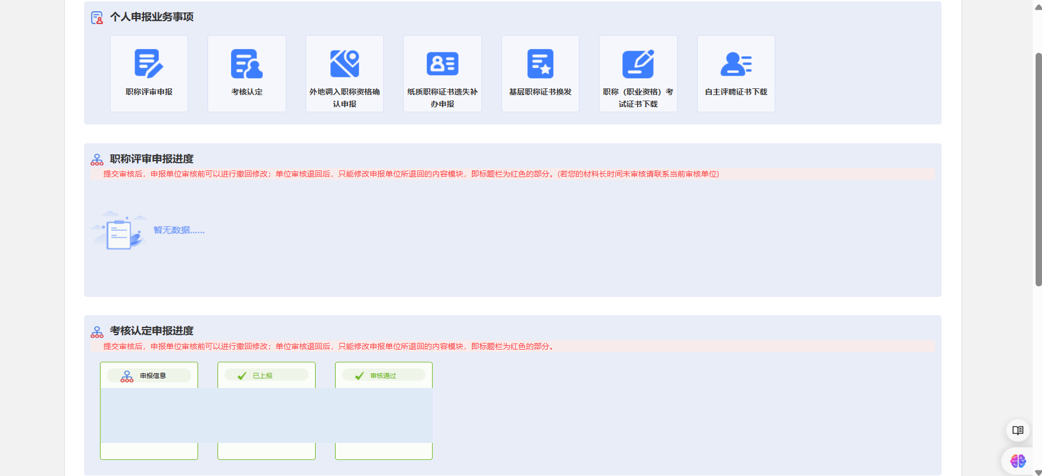 个人申报业务事项
职称评审申报
考核认定
外地调入职称资格确
认申报
纸质职称证书遗失补
办申报
基层职称证书换发
职称（职业资格）考
试证书下载
自主评聘证书下载
职称评审申报进度
提交审核后，申报单位审核前可以进行撤回修改；单位审核退回后，只能修改申报单位所退回的内容模块，即标题栏为红色的部分。(若您的材料长时间未审核请联系当前审核单位)
暂无数据......
考核认定申报进度
提交审核后，申报单位审核前可以进行撤回修改；单位审核退回后，只能修改申报单位所退回的内容模块，即标题栏为红色的部分。
申报信息
已上报
审核通过